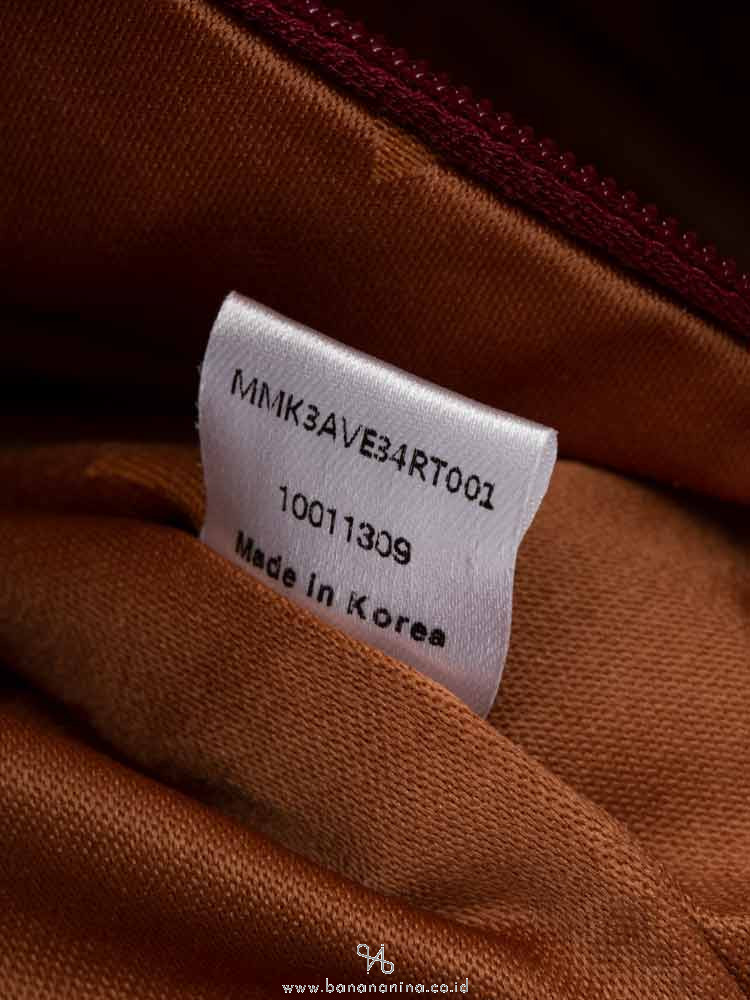 MMK3AVE34RT001
10011309
Made in Korea
www.banananina.co.id